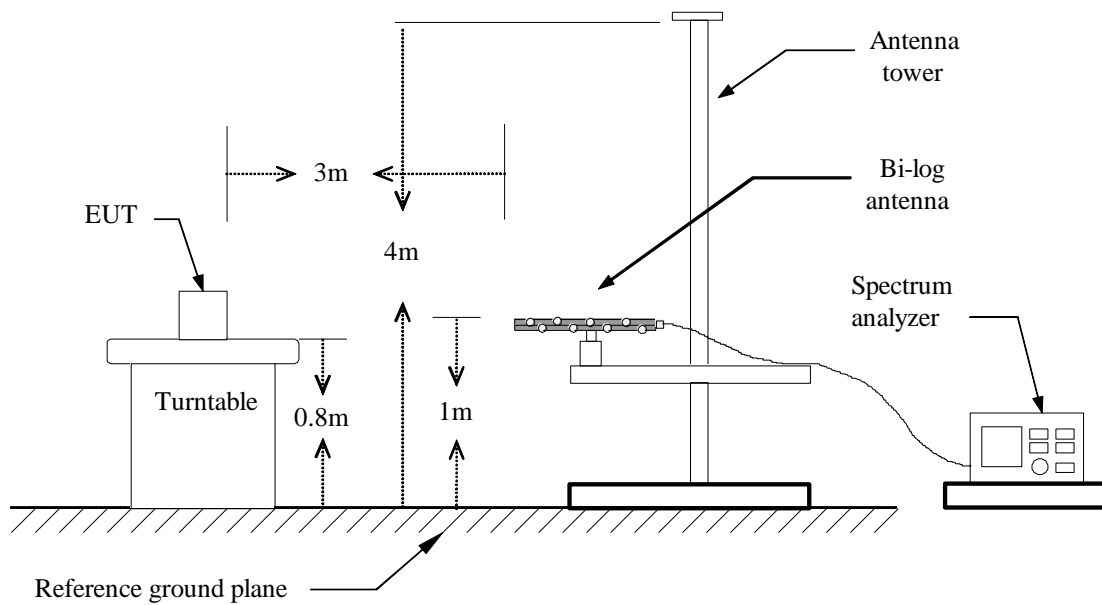 Antenna
tower
3m
Bi-log
antenna
EUT
4m
Spectrum
analyzer
Turntable
0.8m
1m
Reference ground plane